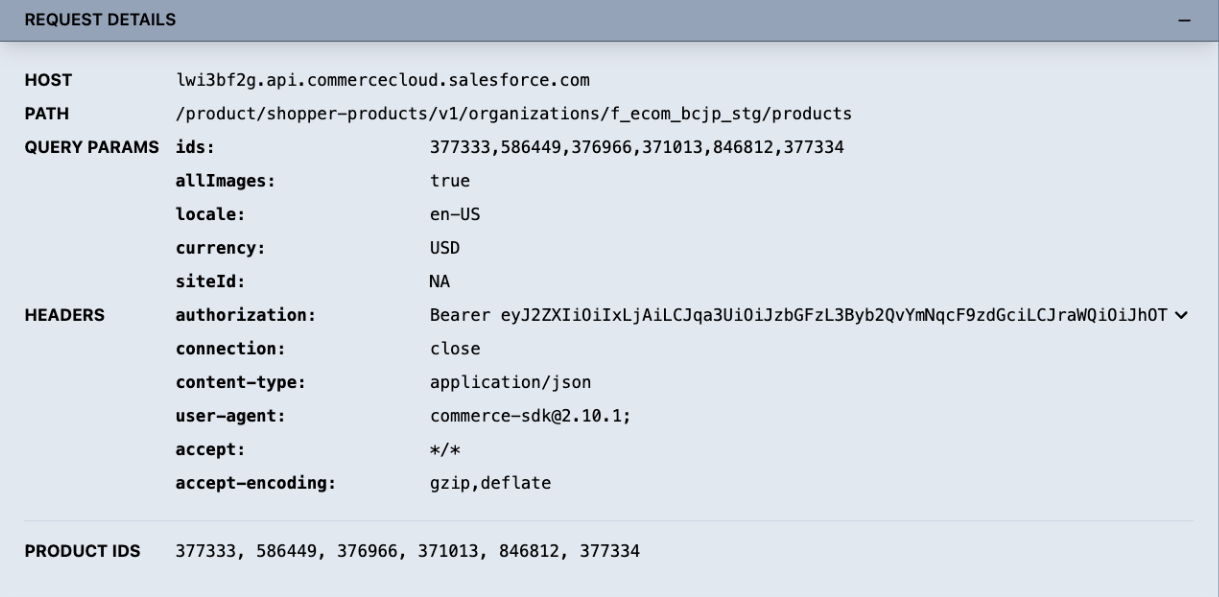 REQUEST DETAILS
HOST lwi3bf2g.api.commercecloud.salesforce.com
PATH /product/shopper-products/v1/organizations/f_ecom_bcjp_stg/products
QUERY PARAMS ids: 377333,586449,376966,371013,846812,377334
allImages: true
locale: en-US
currency: USD
siteId: NA
HEADERS authorization: Bearer eyJ2ZXIiOiIxLjAiLCJqa3UiOiJzbGFzL3Byb2QvYmNqcF9zdGciLCJraWQiOiJhOT
connection: close
content-type: application/json
user-agent: commerce-sdk@2.10.1;
accept: */*
accept-encoding: gzip,deflate
PRODUCT IDS 377333, 586449, 376966, 371013, 846812, 377334